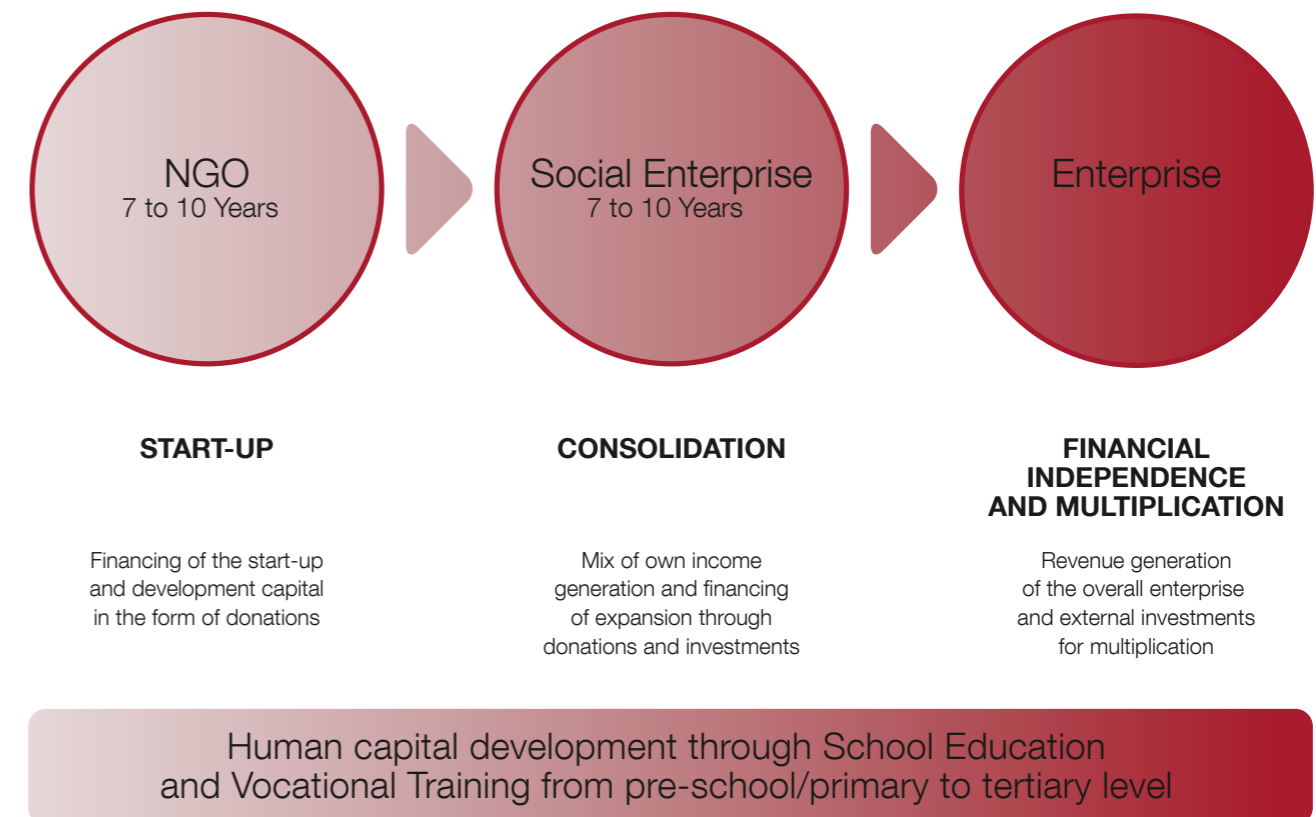 NGO
7 to 10 Years
Social Enterprise
7 to 10 Years
Enterprise
START-UP
Financing of the start-up
and development capital
in the form of donations
CONSOLIDATION
Mix of own income
generation and financing
of expansion through
donations and investments
FINANCIAL
INDEPENDENCE
AND MULTIPLICATION
Revenue generation
of the overall enterprise
and external investments
for multiplication
Human capital development through School Education
and Vocational Training from pre-school/primary to tertiary level